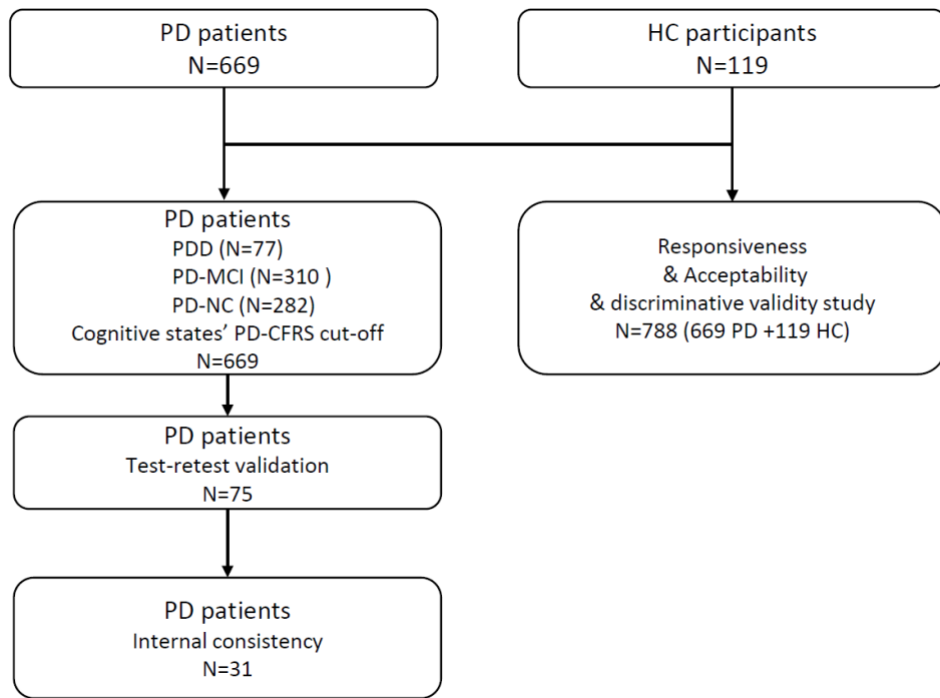 PD patients
N=669
HC participants
N=119
PD patients
PDD (N=77)
PD-MCI (N=310 )
PD-NC (N=282)
Cognitive states’ PD-CFRS cut-off
N=669
Responsiveness
& Acceptability
& discriminative validity study
N=788 (669 PD +119 HC)
PD patients
Test-retest validation
N=75
PD patients
Internal consistency
N=31